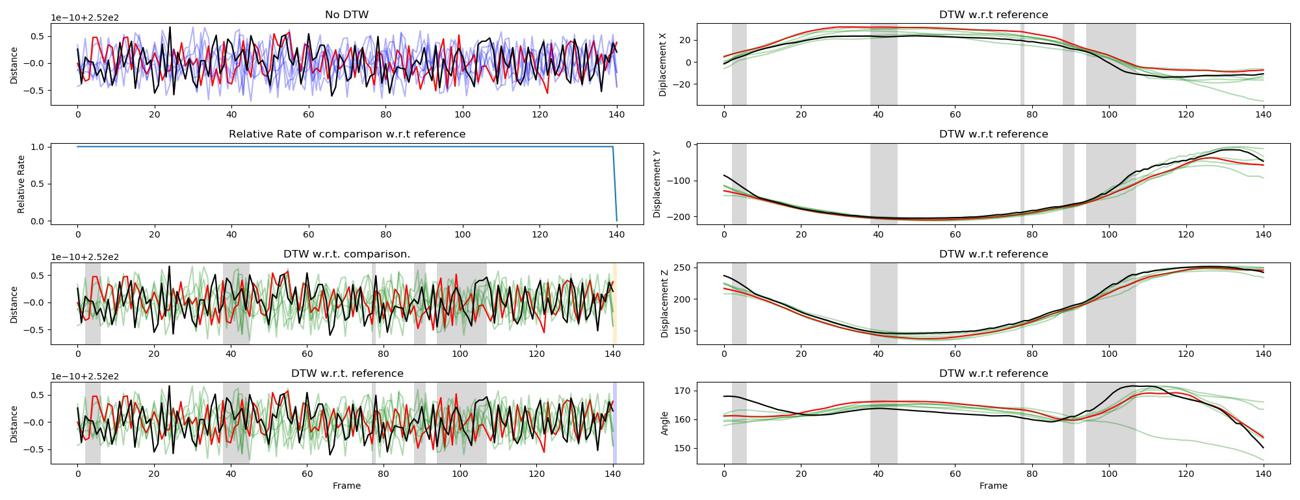 No DTW
1e−10+2.52e2
0.5
−0.0
−0.5
Distance
0 20 40 60 80 100 120 140
Relative Rate of comparison w.r.t reference
1.0
0.5
0.0
Relative Rate
0 20 40 60 80 100 120 140
DTW w.r.t. comparison.
1e−10+2.52e2
0.5
−0.0
−0.5
Distance
0 20 40 60 80 100 120 140
DTW w.r.t. reference
1e−10+2.52e2
0.5
−0.0
−0.5
Distance
0 20 40 60 80 100 120 140
Frame
DTW w.r.t reference
20
0
−20
Diplacement X
0 20 40 60 80 100 120 140
DTW w.r.t reference
0
−100
−200
Displacement Y
0 20 40 60 80 100 120 140
DTW w.r.t reference
250
200
150
Displacement Z
0 20 40 60 80 100 120 140
DTW w.r.t reference
170
160
150
Angle
0 20 40 60 80 100 120 140
Frame